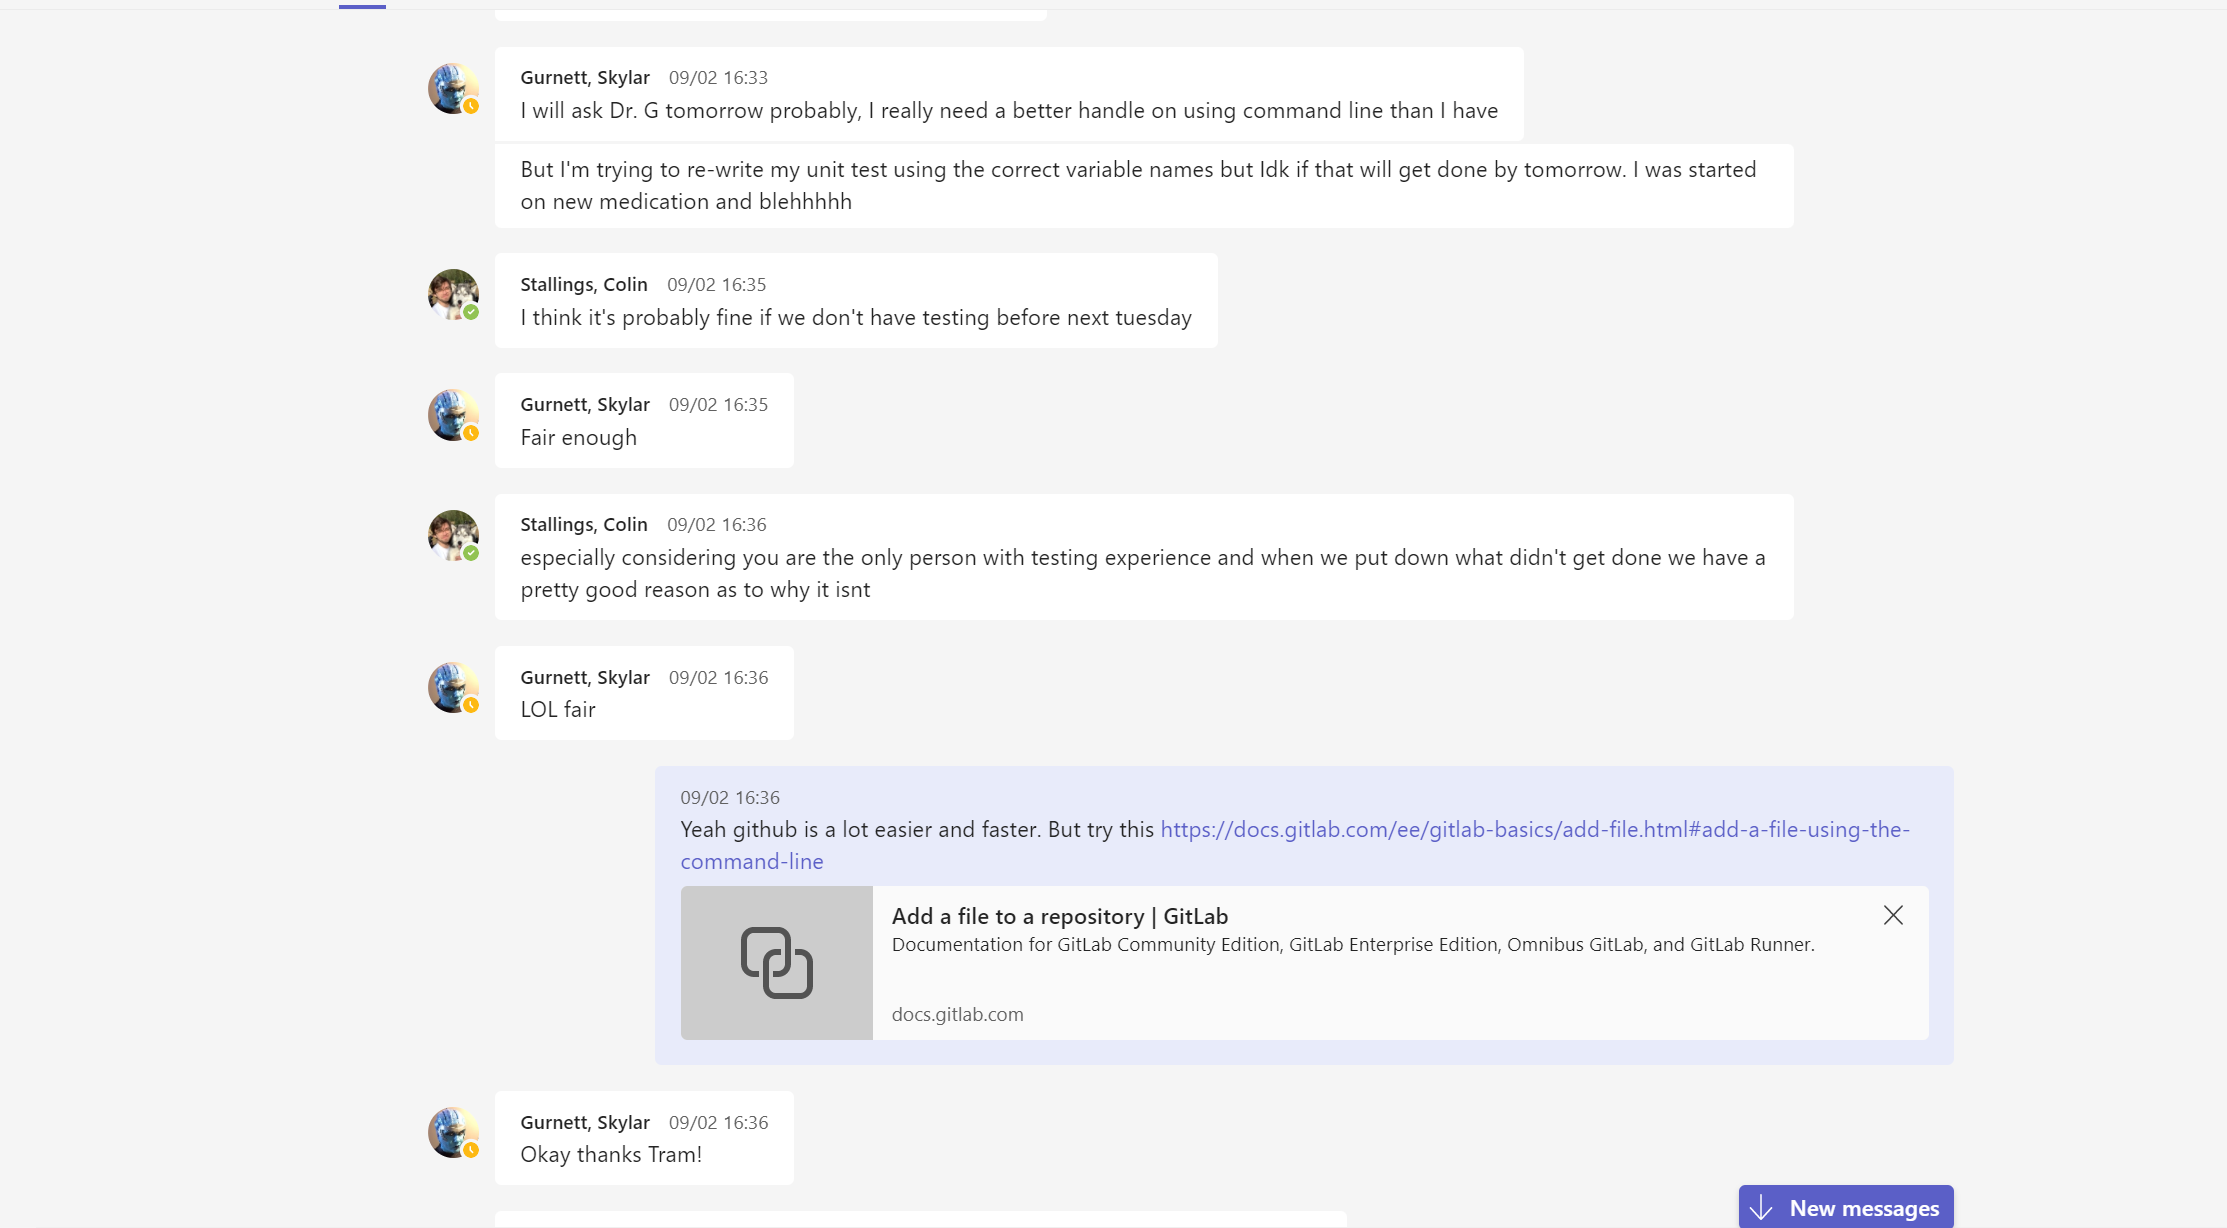 Gurnett, Skylar 09/02 16:33
I will ask Dr. G tomorrow probably, I really need a better handle on using command line than I have
But I'm trying to re-write my unit test using the correct variable names but Idk if that will get done by tomorrow. I was started
on new medication and blehhhhh
Stallings, Colin 09/02 16:35
I think it's probably fine if we don't have testing before next tuesday
Gurnett, Skylar 09/02 16:35
Fair enough
Stallings, Colin 09/02 16:36
especially considering you are the only person with testing experience and when we put down what didn't get done we have a
pretty good reason as to why it isnt
Gurnett, Skylar 09/02 16:36
LOL fair
09/02 16:36
Yeah github is a lot easier and faster. But try this https://docs.gitlab.com/ee/gitlab-basics/add-file.html#add-a-file-using-the-
command-line
Add a file to a repository | GitLab
Documentation for GitLab Community Edition, GitLab Enterprise Edition, Omnibus GitLab, and GitLab Runner.
docs.gitlab.com
Gurnett, Skylar 09/02 16:36
Okay thanks Tram!
New messages